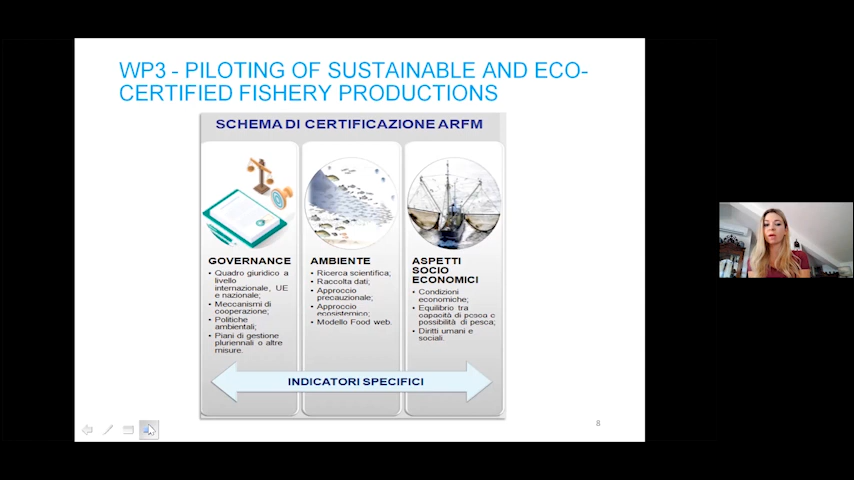 WP3 - PILOTING OF SUSTAINABLE AND ECO-
CERTIFIED FISHERY PRODUCTIONS
SCHEMA DI CERTIFICAZIONE ARFM
GOVERNANCE
• Quadro giuridico a
livello
internazionale, UE
e nazionale;
• Meccanismi di
cooperazione;
• Politiche
ambientali;
• Piani di gestione
pluriennali o altre
misure.
AMBIENTE
• Ricerca scientifica;
• Raccolta dati;
• Approccio
precauzionale;
• Approccio
ecosistemico;
• Modello Food web.
ASPETTI
SOCIO
ECONOMICI
• Condizioni
economiche;
• Equilibrio tra
capacità di pesca e
possibilità di pesca;
• Diritti umani e
sociali.
INDICATORI SPECIFICI
8